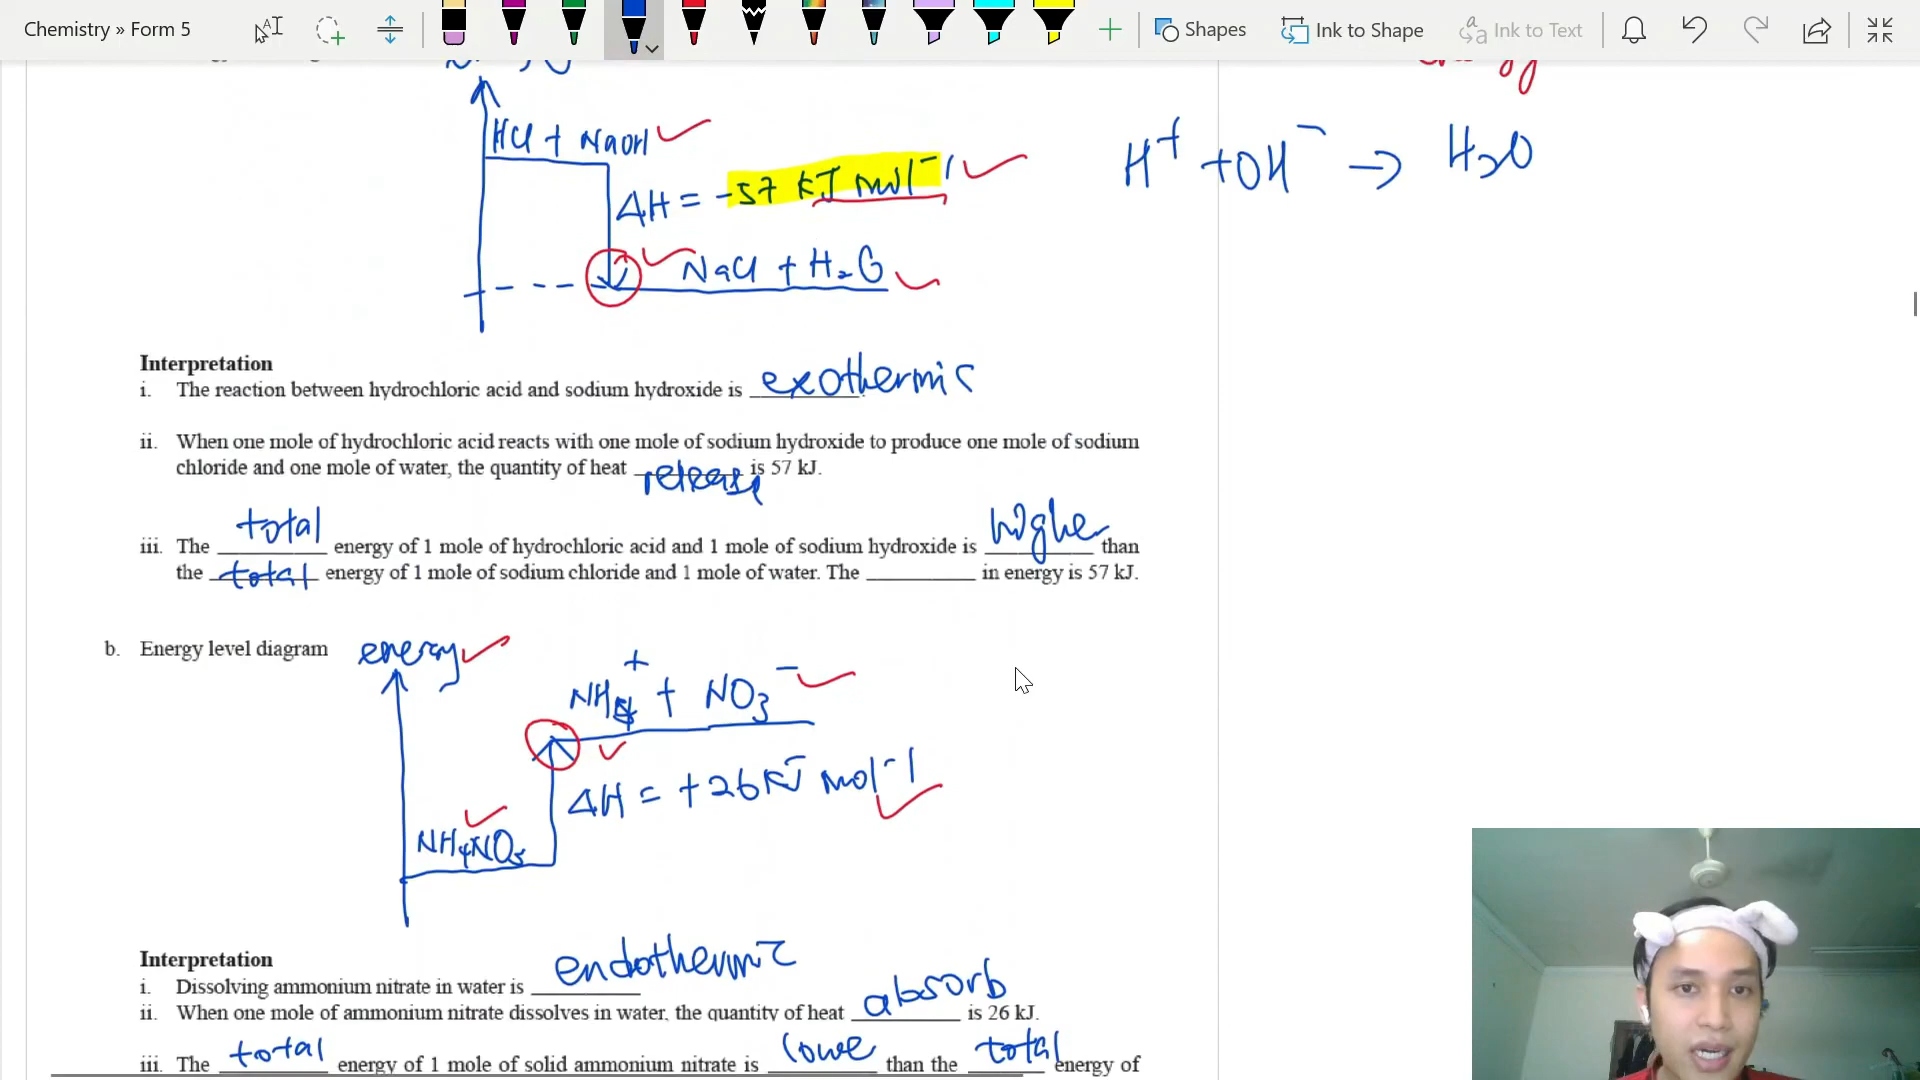 Chemistry » Form 5
Shapes
Ink to Shape
Ink to Text
energy
HCl + NaOH
ΔH = -57 kJ mol⁻¹
NaCl + H₂O
H⁺ + OH⁻ → H₂O
Interpretation
i. The reaction between hydrochloric acid and sodium hydroxide is exothermic
ii. When one mole of hydrochloric acid reacts with one mole of sodium hydroxide to produce one mole of sodium
chloride and one mole of water, the quantity of heat release is 57 kJ.
iii. The total energy of 1 mole of hydrochloric acid and 1 mole of sodium hydroxide is higher than
the total energy of 1 mole of sodium chloride and 1 mole of water. The __________ in energy is 57 kJ.
b. Energy level diagram
energy
NH₄⁺ + NO₃⁻
ΔH = +26 kJ mol⁻¹
NH₄NO₃
Interpretation
i. Dissolving ammonium nitrate in water is endothermic
ii. When one mole of ammonium nitrate dissolves in water, the quantity of heat absorb is 26 kJ.
iii. The total energy of 1 mole of solid ammonium nitrate is lowe than the total energy of